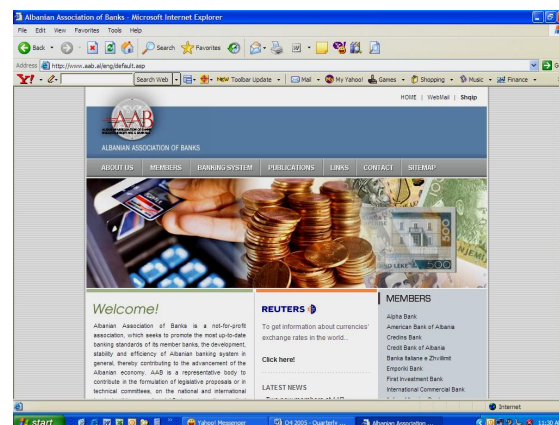 Albanian Association of Banks - Microsoft Internet Explorer
File Edit View Favorites Tools Help
Back Search Favorites
Address http://www.aab.al/eng/default.asp
Y! Search Web NEW Toolbar Update Mail My Yahoo! Games Shopping Music Finance
HOME | WebMail | Shqip
AAB
ALBANIAN ASSOCIATION OF BANKS
ABOUT US MEMBERS BANKING SYSTEM PUBLICATIONS LINKS CONTACT SITEMAP
500
500
Welcome!
Albanian Association of Banks is a not-for-profit
association, which seeks to promote the most up-to-date
banking standards of its member banks, the development,
stability and efficiency of Albanian banking system in
general, thereby contributing to the advancement of the
Albanian economy. AAB is a representative body to
contribute in the formulation of legislative proposals or in
technical committees, on the national and international
REUTERS
To get information about currencies'
exchange rates in the world...
Click here!
LATEST NEWS
MEMBERS
Alpha Bank
American Bank of Albania
Credins Bank
Credit Bank of Albania
Banka Italiane e Zhvillimit
Emporiki Bank
First Investment Bank
International Commercial Bank
Internet
start Yahoo! Messenger Q4 2005 - Quarterly ... Albanian Association ...